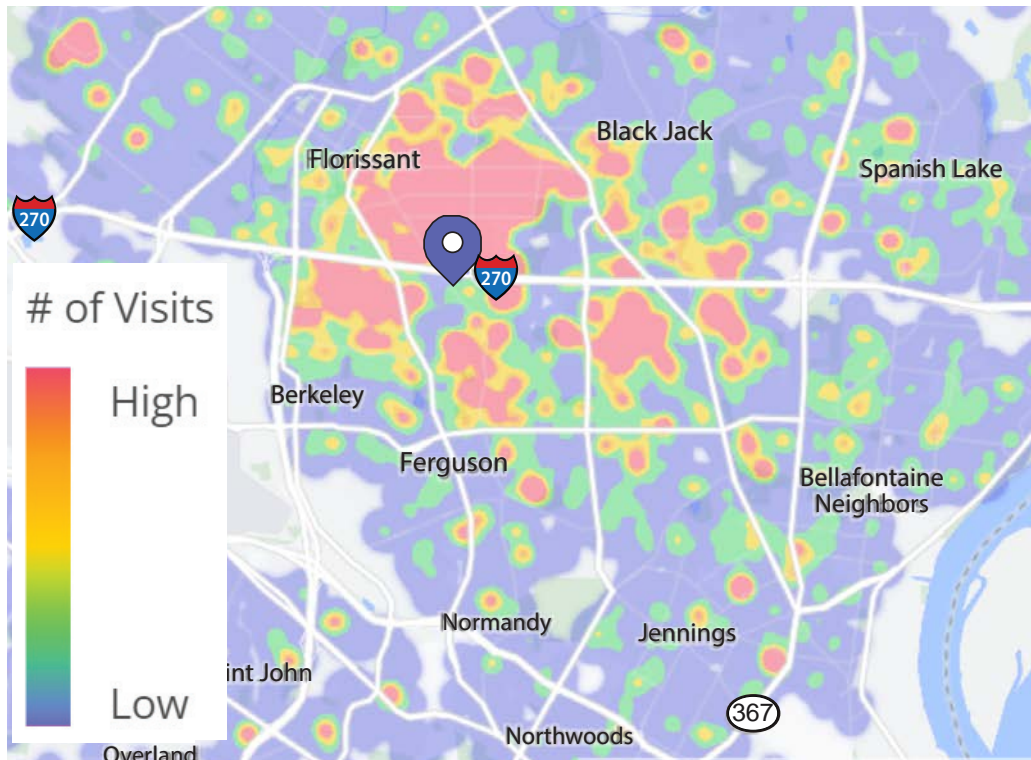 Black Jack
Florissant
Spanish Lake
270
270
# of Visits
High
Low
Berkeley
Ferguson
Bellafontaine
Neighbors
Normandy
Jennings
int John
367
Northwoods
Overland